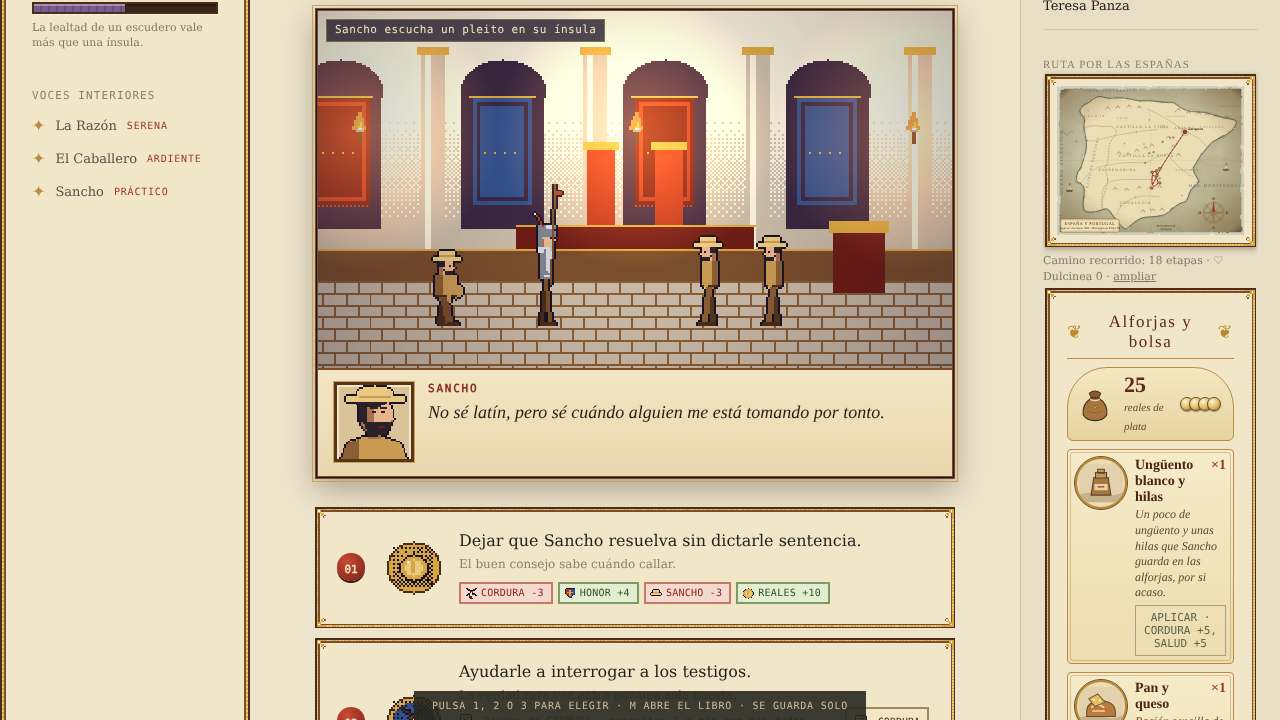 La lealtad de un escudero vale
más que una ínsula.
VOCES INTERIORES
La Razón SERENA
El Caballero ARDIENTE
Sancho PRÁCTICO
Sancho escucha un pleito en su ínsula
SANCHO
No sé latín, pero sé cuándo alguien me está tomando por tonto.
01
Dejar que Sancho resuelva sin dictarle sentencia.
El buen consejo sabe cuándo callar.
CORDURA -3 HONOR +4 SANCHO -3 REALES +10
Ayudarle a interrogar a los testigos.
PULSA 1, 2 O 3 PARA ELEGIR · M ABRE EL LIBRO · SE GUARDA SOLO
Teresa Panza
RUTA POR LAS ESPAÑAS
ESPAÑA Y PORTUGAL
Camino recorrido: 18 etapas · ♡
Dulcinea 0 · ampliar
Alforjas y
bolsa
25
reales de
plata
Ungüento ×1
blanco y
hilas
Un poco de
ungüento y unas
hilas que Sancho
guarda en las
alforjas, por si
acaso.
APLICAR ·
CORDURA +5,
SALUD +5
Pan y ×1
queso